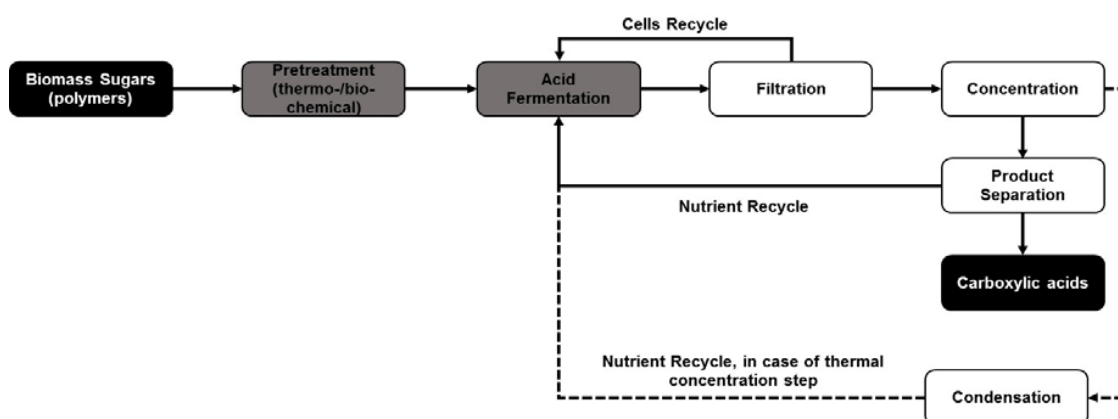 Cells Recycle
Biomass Sugars
(polymers)
Pretreatment
(thermo-/bio-
chemical)
Acid
Fermentation
Filtration
Concentration
Product
Separation
Nutrient Recycle
Carboxylic acids
Nutrient Recycle, in case of thermal
concentration step
Condensation